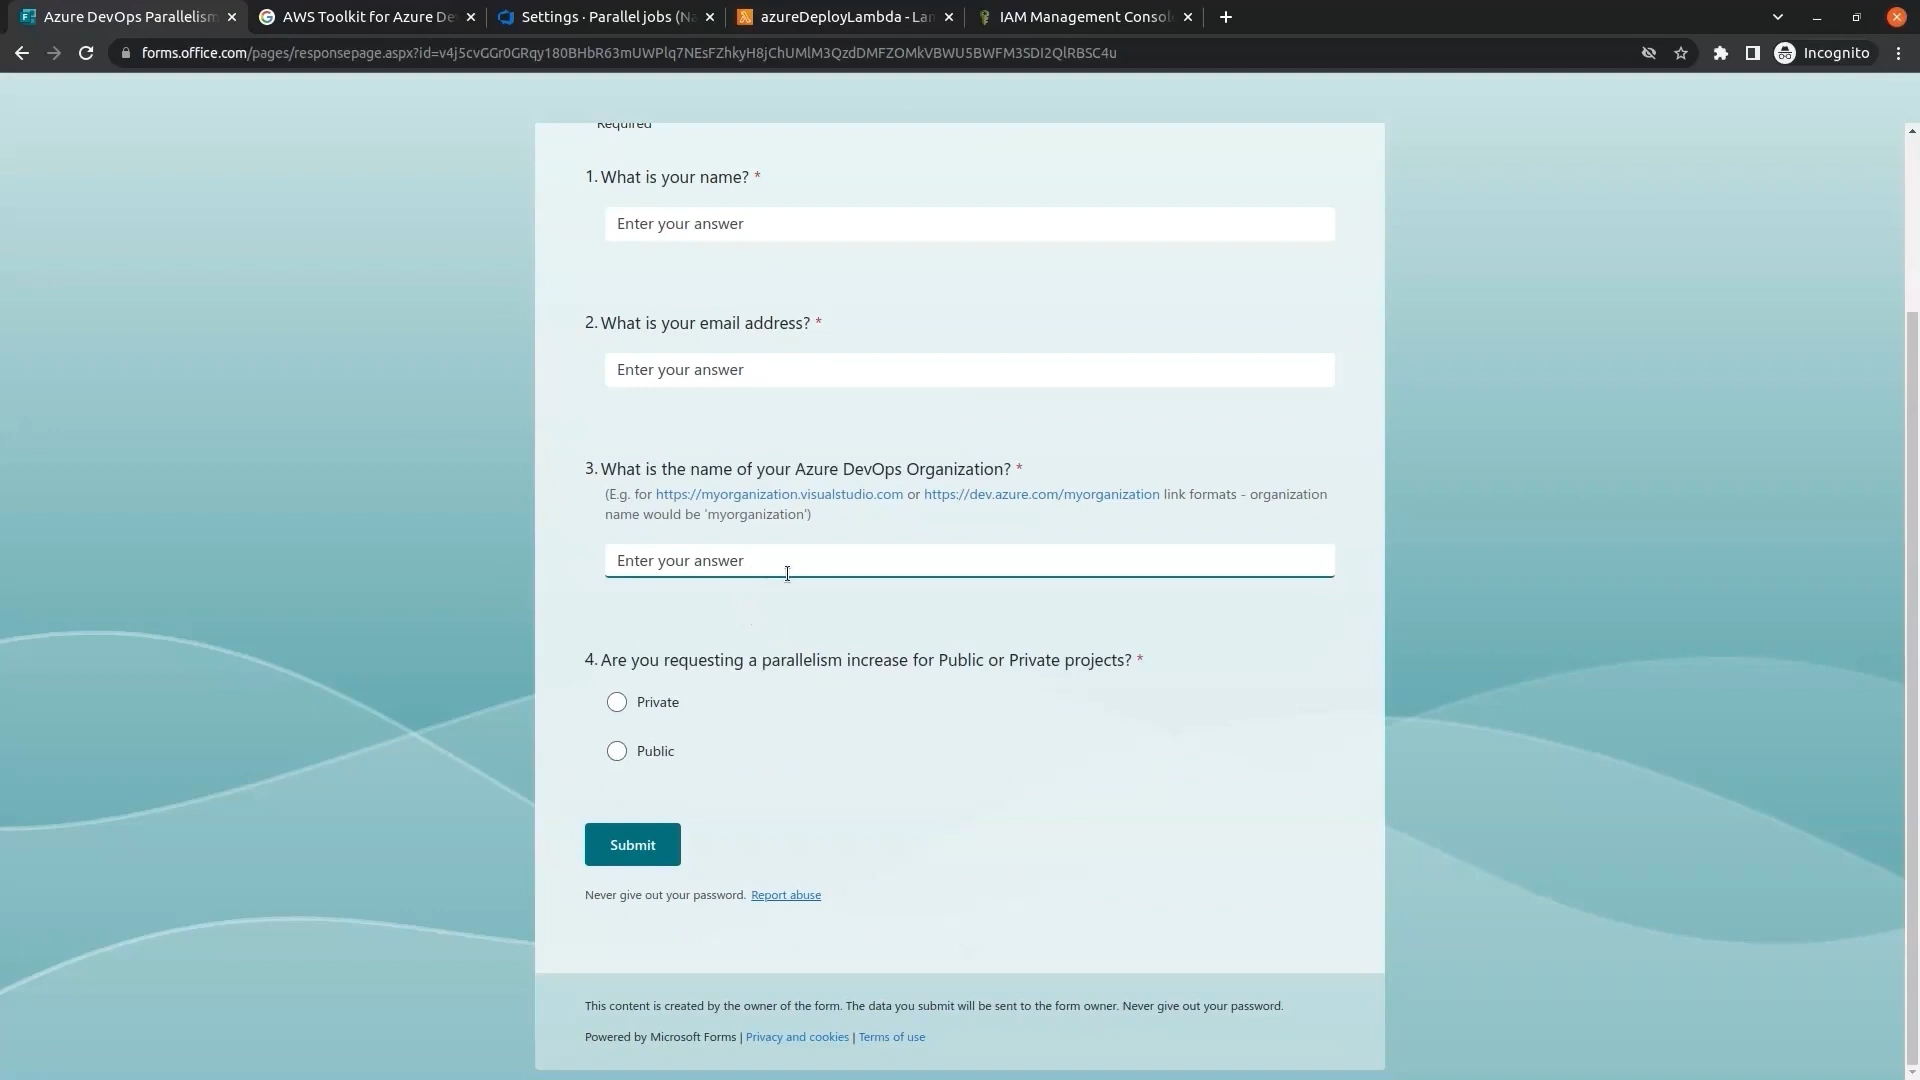 Azure DevOps Parallelism
AWS Toolkit for Azure De
Settings · Parallel jobs (Na
azureDeployLambda - Lam
IAM Management Consol
forms.office.com/pages/responsepage.aspx?id=v4j5cvGGr0GRqy180BHbR63mUWPlq7NEsFZhkyH8jChUMlM3QzdDMFZOMkVBWU5BWFM3SDI2QlRBSC4u
Incognito
Required
1. What is your name? *
Enter your answer
2. What is your email address? *
Enter your answer
3. What is the name of your Azure DevOps Organization? *
(E.g. for https://myorganization.visualstudio.com or https://dev.azure.com/myorganization link formats - organization
name would be 'myorganization')
Enter your answer
4. Are you requesting a parallelism increase for Public or Private projects? *
Private
Public
Submit
Never give out your password. Report abuse
This content is created by the owner of the form. The data you submit will be sent to the form owner. Never give out your password.
Powered by Microsoft Forms | Privacy and cookies | Terms of use